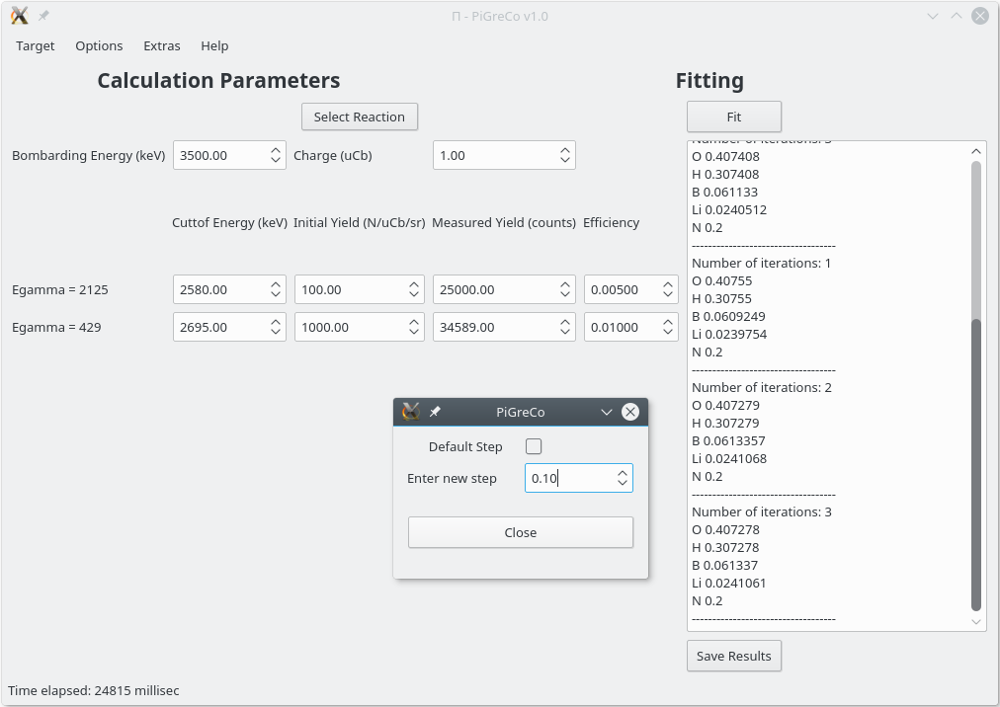 Π - PiGreCo v1.0
Target Options Extras Help
Calculation Parameters
Select Reaction
Bombarding Energy (keV) 3500.00 Charge (uCb) 1.00
Cuttof Energy (keV) Initial Yield (N/uCb/sr) Measured Yield (counts) Efficiency
Egamma = 2125 2580.00 100.00 25000.00 0.00500
Egamma = 429 2695.00 1000.00 34589.00 0.01000
PiGreCo
Default Step
Enter new step 0.10
Close
Fitting
Fit
Number of iterations: 
O 0.407408
H 0.307408
B 0.061133
Li 0.0240512
N 0.2
-----------------------------------
Number of iterations: 1
O 0.40755
H 0.30755
B 0.0609249
Li 0.0239754
N 0.2
-----------------------------------
Number of iterations: 2
O 0.407279
H 0.307279
B 0.0613357
Li 0.0241068
N 0.2
-----------------------------------
Number of iterations: 3
O 0.407278
H 0.307278
B 0.061337
Li 0.0241061
N 0.2
-----------------------------------
Save Results
Time elapsed: 24815 millisec